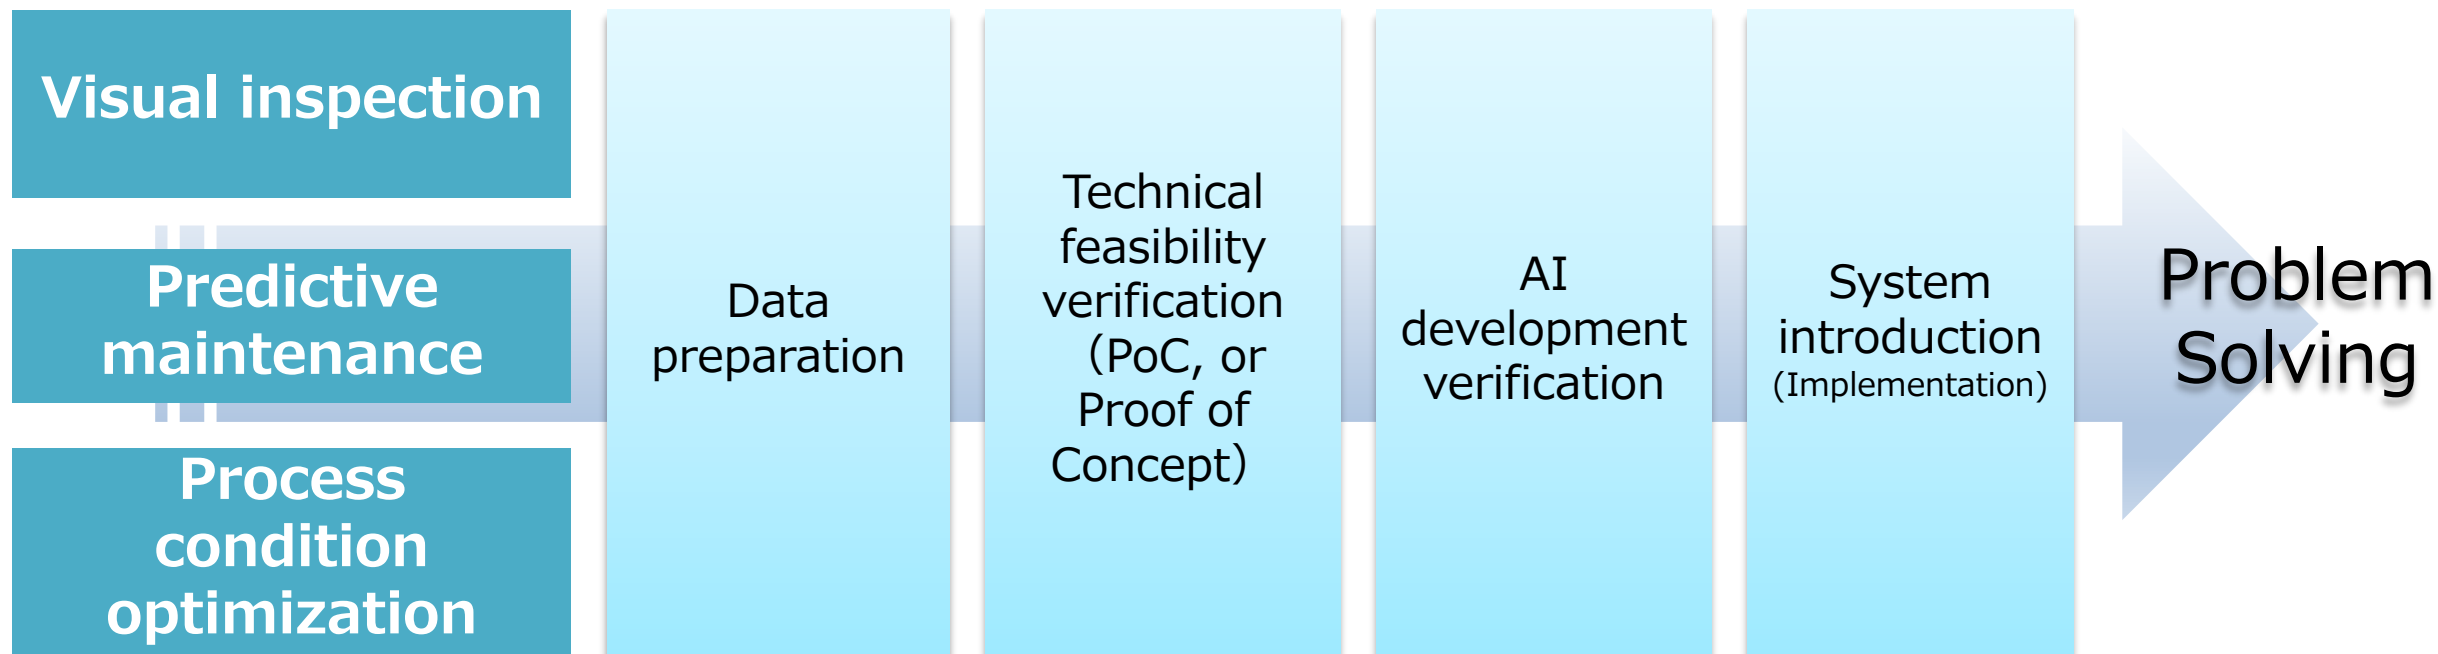 Visual inspection
Predictive
maintenance
Process
condition
optimization
Data
preparation
Technical
feasibility
verification
（PoC, or
Proof of
Concept）
AI
development
verification
System
introduction
(Implementation)
Problem
Solving